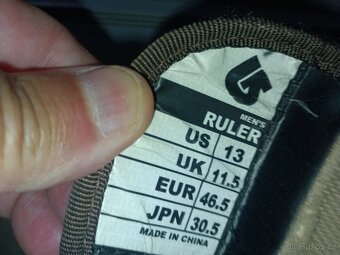 MEN'S
RULER
US 13
UK 11.5
EUR 46.5
JPN 30.5
MADE IN CHINA